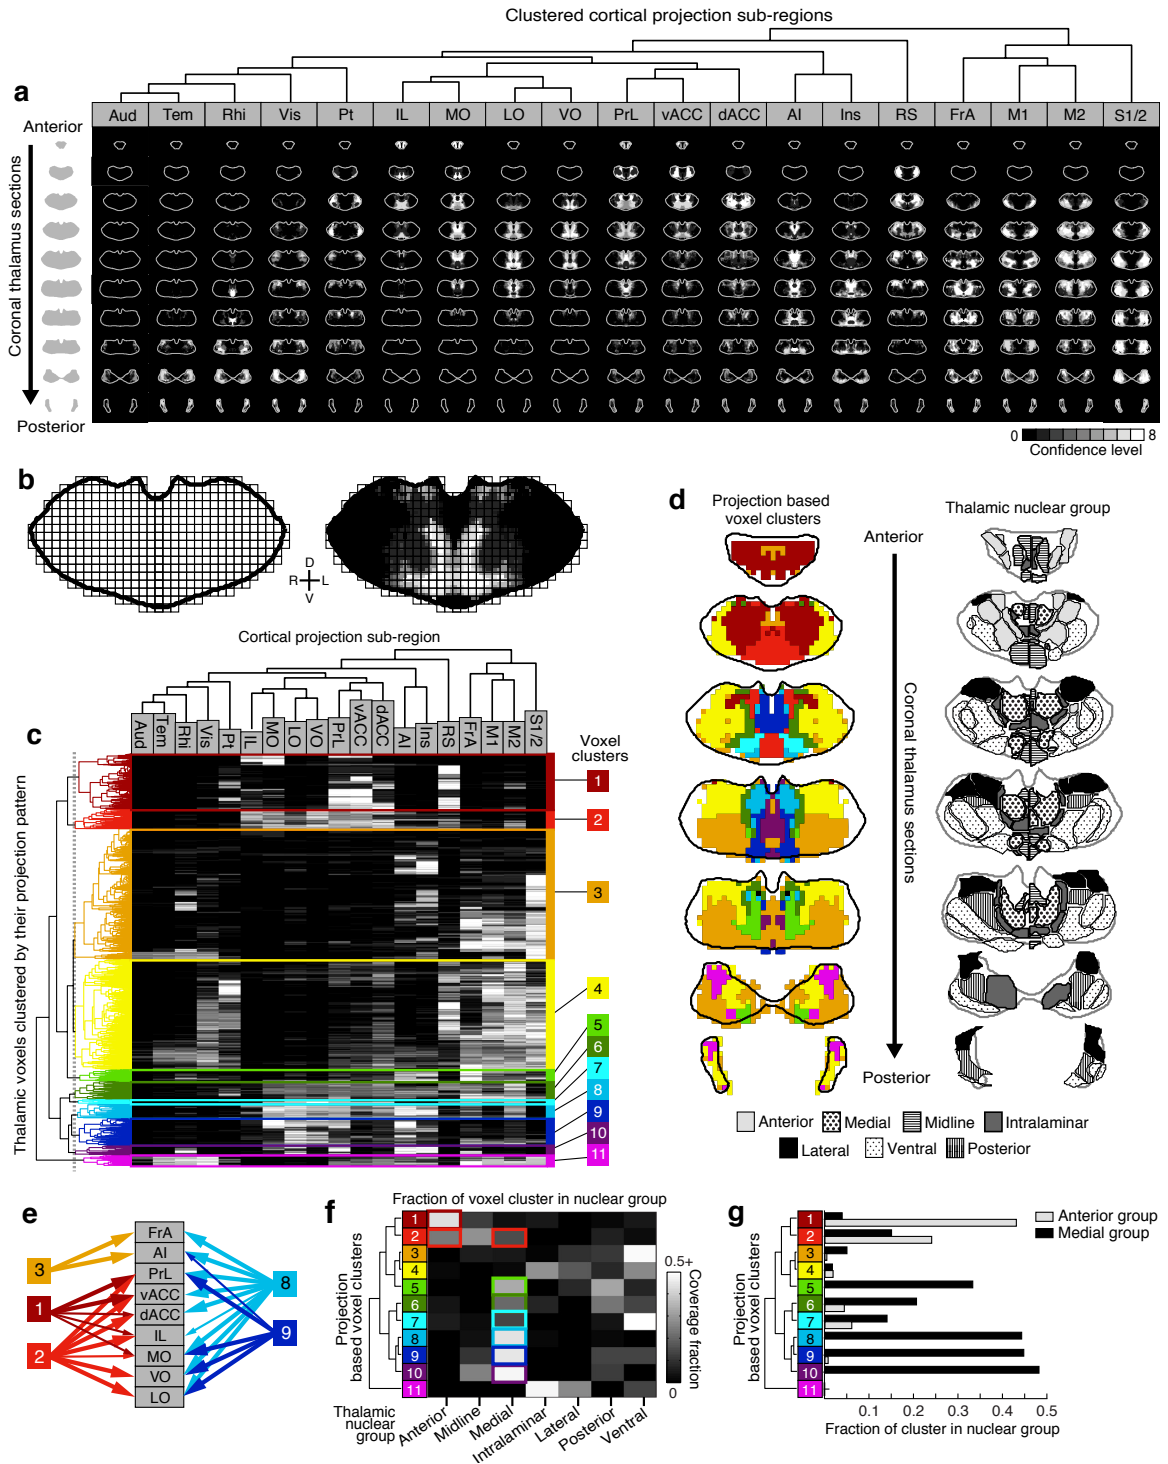 Clustered cortical projection sub-regions
a
Anterior
Aud Tem Rhi Vis Pt IL MO LO VO PrL vACC dACC AI Ins RS FrA M1 M2 S1/2
Coronal thalamus sections
Posterior
0 8
Confidence level
b
D
R L
V
c
Cortical projection sub-region
Aud Tem Rhi Vis Pt IL MO LO VO PrL vACC dACC AI Ins RS FrA M1 M2 S1/2
Voxel
clusters
Thalamic voxels clustered by their projection pattern
1
2
3
4
5
6
7
8
9
10
11
d
Projection based
voxel clusters
Anterior
Thalamic nuclear group
Coronal thalamus sections
Posterior
Anterior Medial Midline Intralaminar
Lateral Ventral Posterior
e
FrA
AI
PrL
vACC
dACC
IL
MO
VO
LO
3
1
2
8
9
f
Fraction of voxel cluster in nuclear group
Projection
based voxel clusters
1
2
3
4
5
6
7
8
9
10
11
0.5+
Coverage fraction
0
Thalamic
nuclear
group
Anterior
Midline
Medial
Intralaminar
Lateral
Posterior
Ventral
g
Anterior group
Medial group
Projection
based voxel clusters
1
2
3
4
5
6
7
8
9
10
11
0.1 0.2 0.3 0.4 0.5
Fraction of cluster in nuclear group